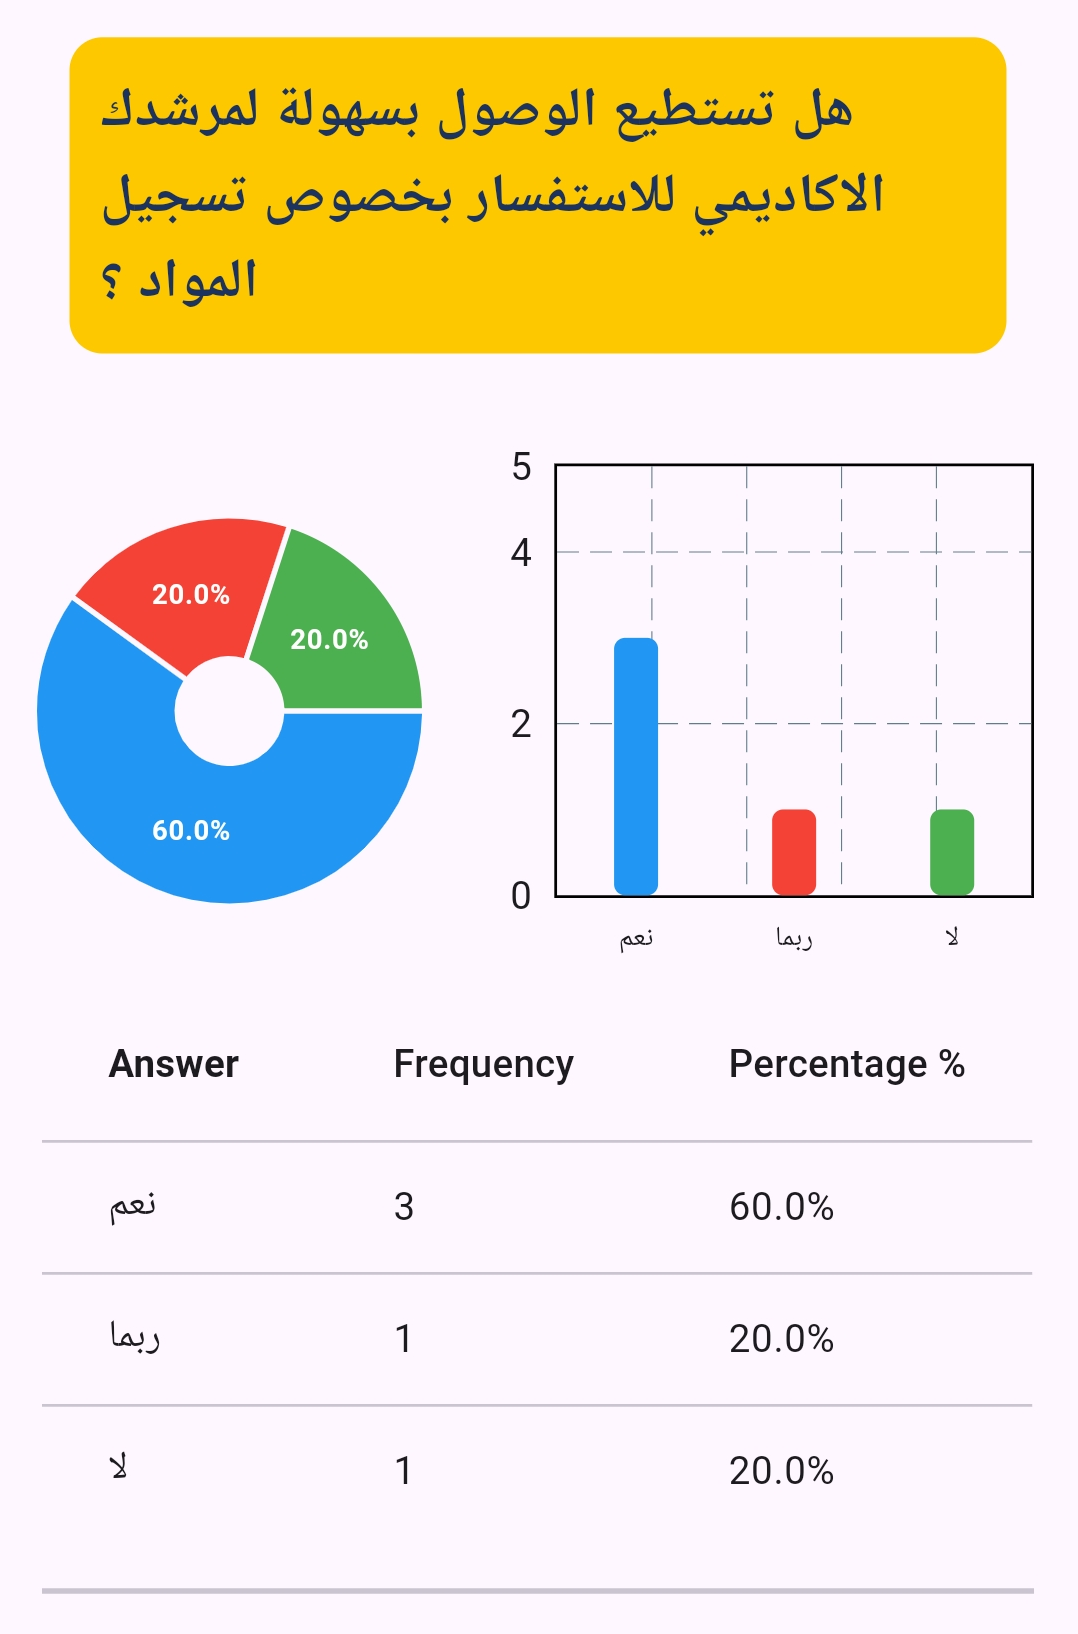 هل تستطيع الوصول بسهولة لمرشدك
الاكاديمي للاستفسار بخصوص تسجيل
المواد ؟
20.0%
20.0%
60.0%
5
4
2
0
نعم
ربما
لا
Answer Frequency Percentage %
نعم 3 60.0%
ربما 1 20.0%
لا 1 20.0%